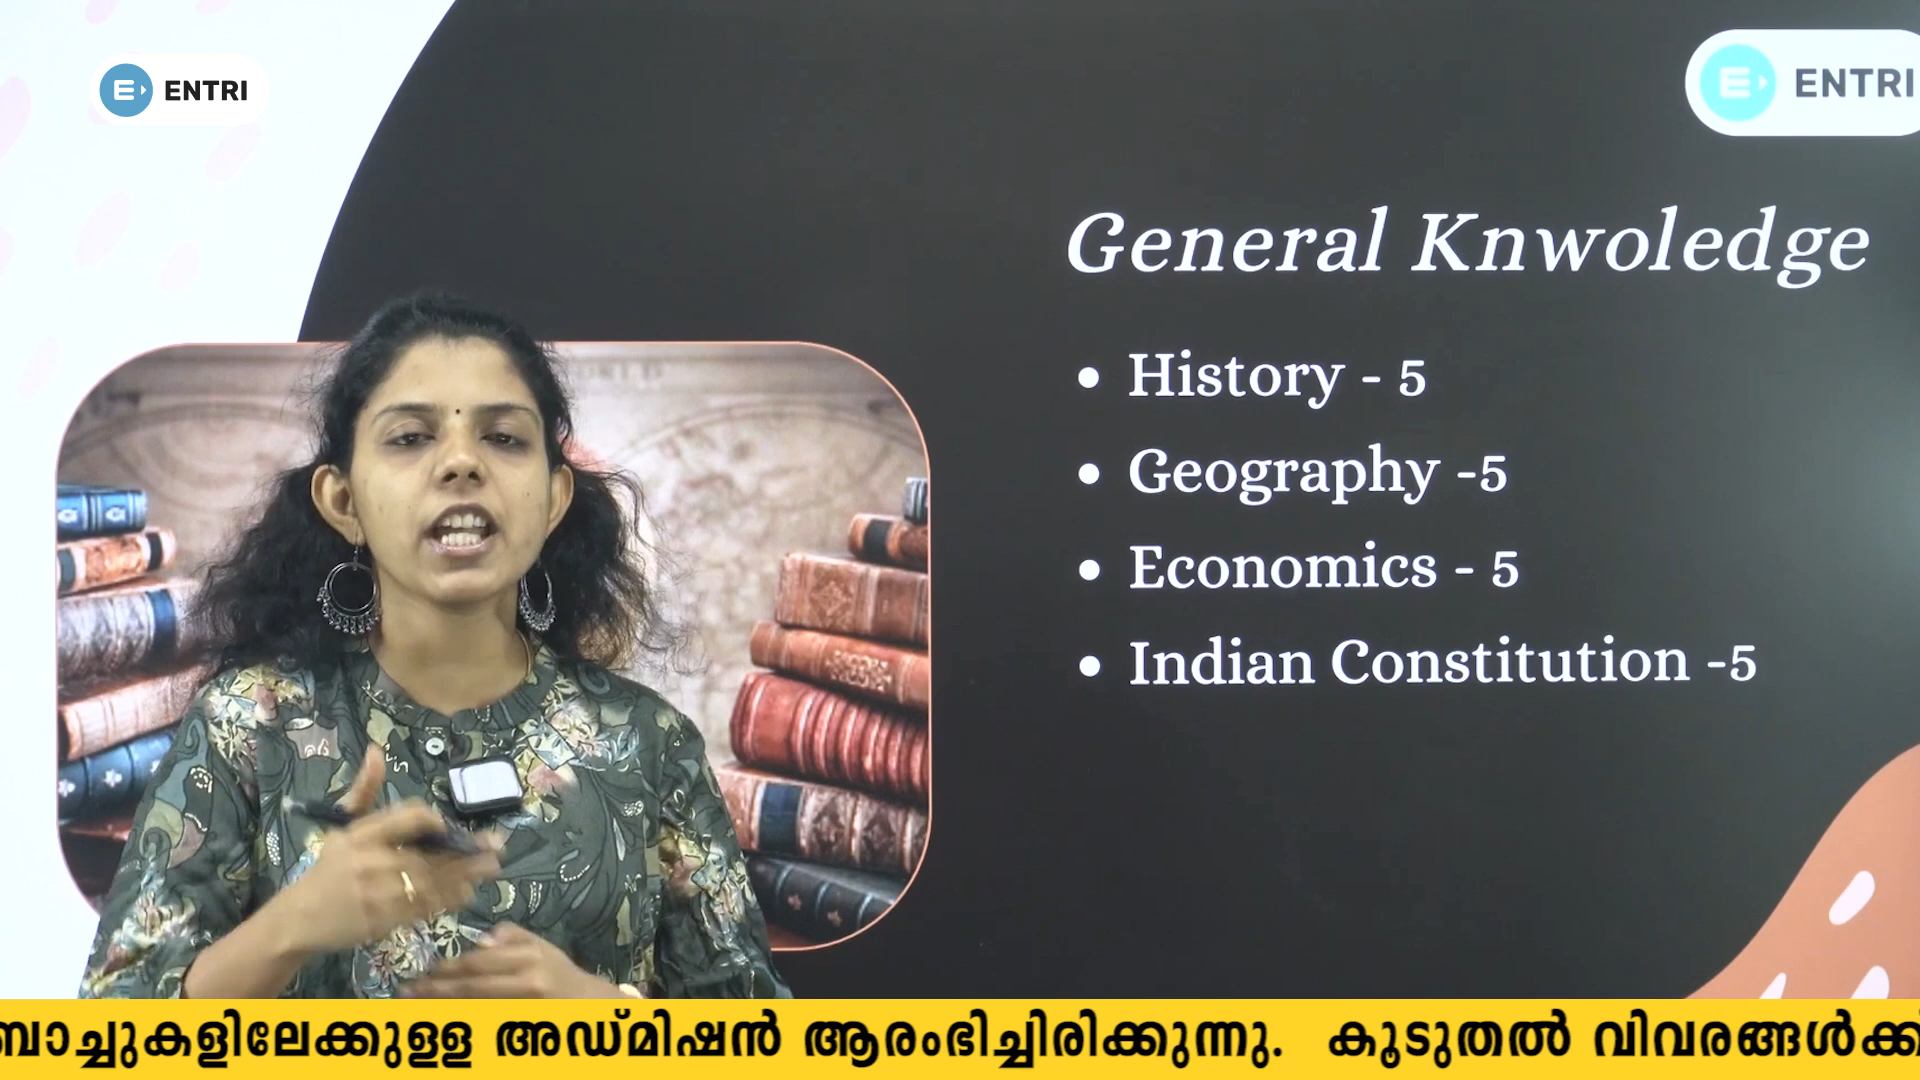 ENTRI
ENTRI
General Knwoledge
• History - 5
• Geography -5
• Economics - 5
• Indian Constitution -5
ബാച്ചുകളിലേക്കുള്ള അഡ്മിഷൻ ആരംഭിച്ചിരിക്കുന്നു. കൂടുതൽ വിവരങ്ങൾക്ക്